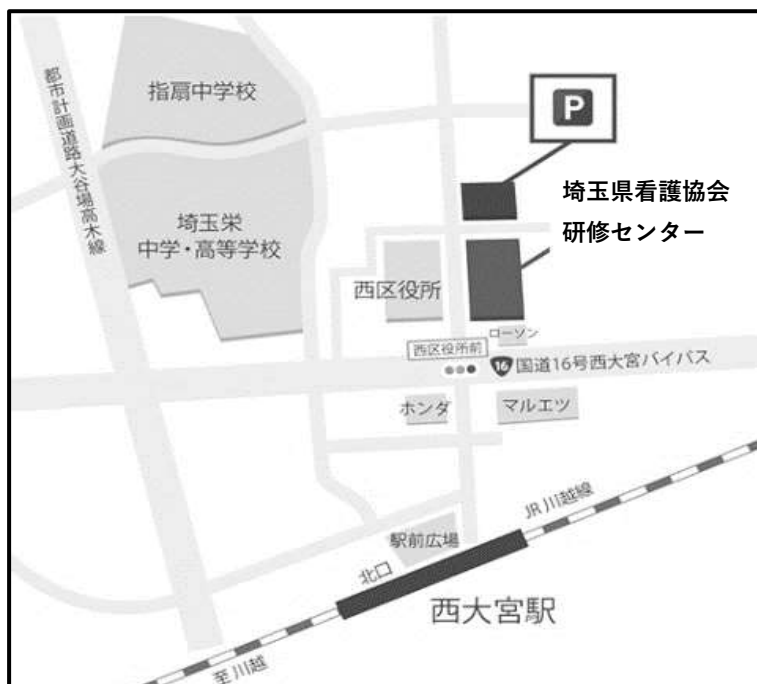 指扇中学校
都市計画道路大谷場高木線
P
埼玉県看護協会
研修センター
埼玉栄
中学・高等学校
西区役所
ローソン
西区役所前
16
国道16号西大宮バイパス
ホンダ
マルエツ
JR川越線
駅前広場
北口
西大宮駅
至川越